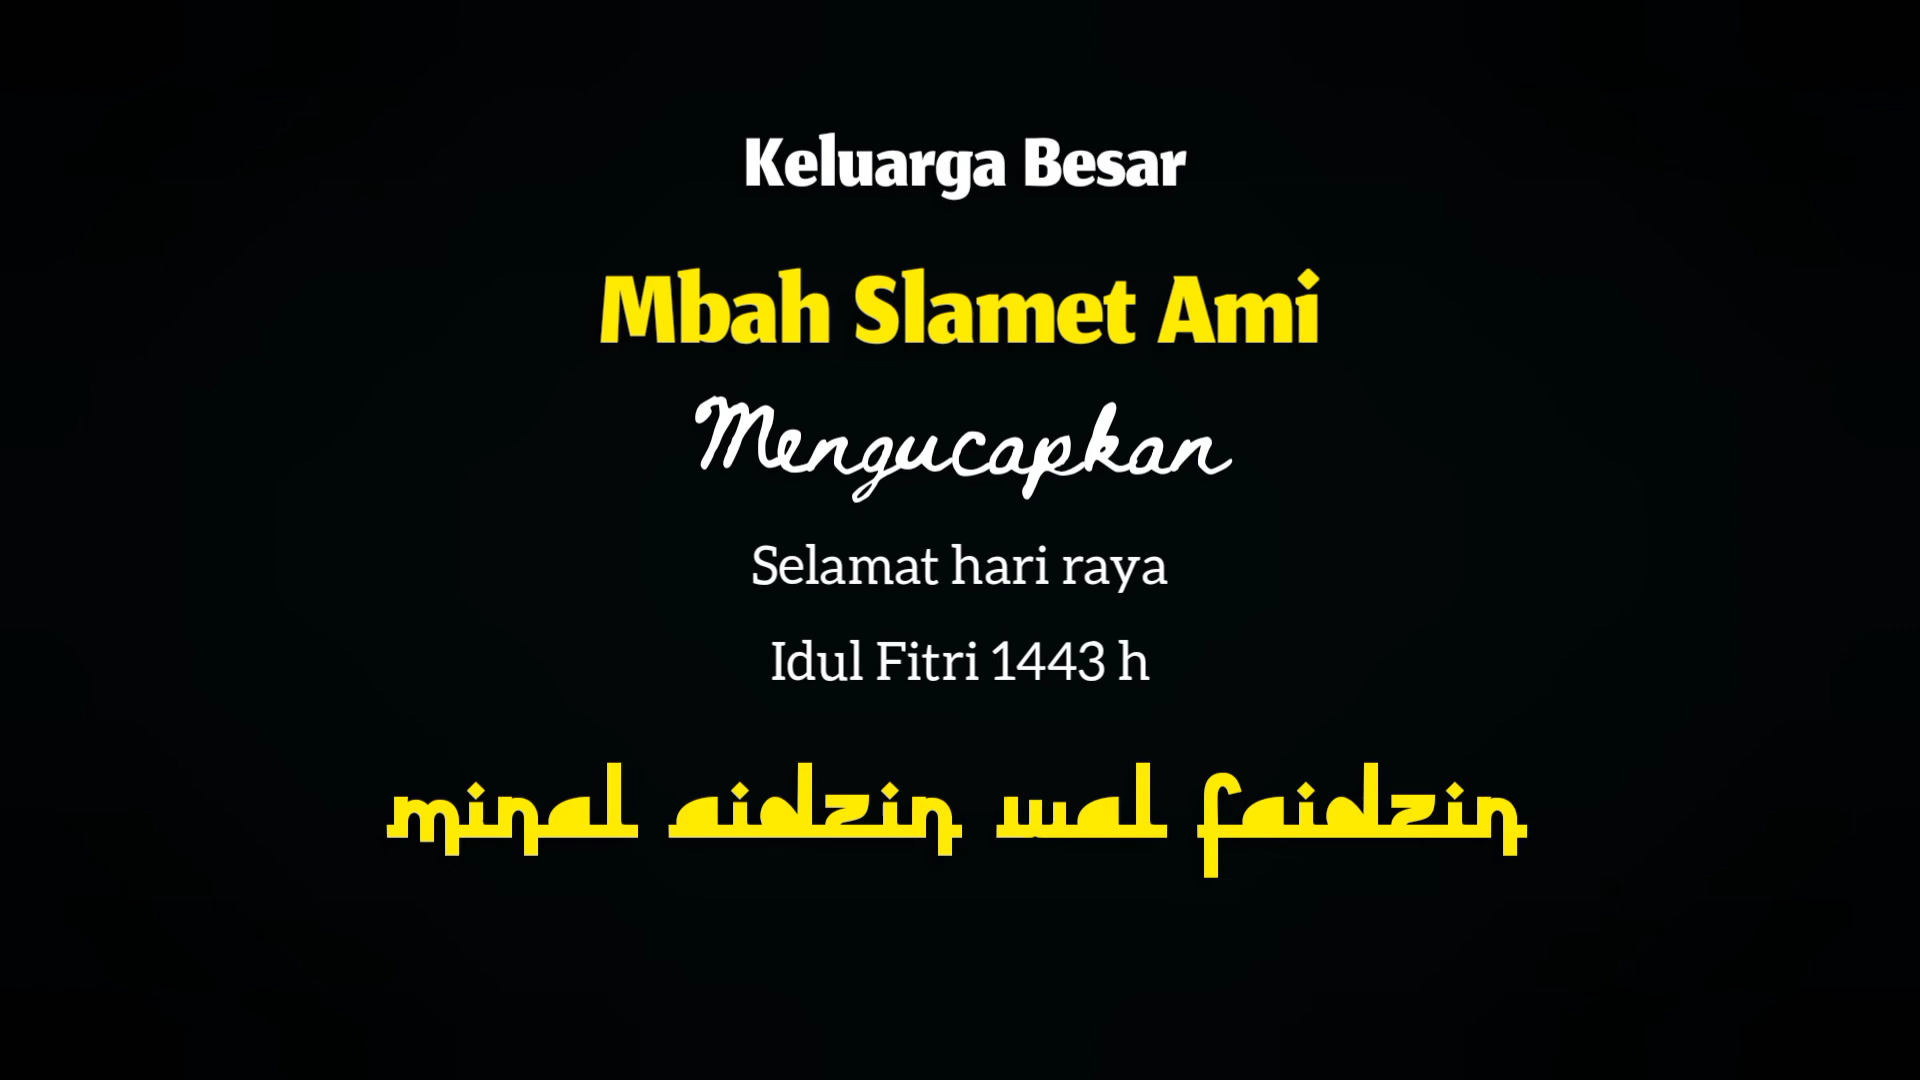 Keluarga Besar
Mbah Slamet Ami
Mengucapkan
Selamat hari raya
Idul Fitri 1443 h
minal aidzin wal faidzin